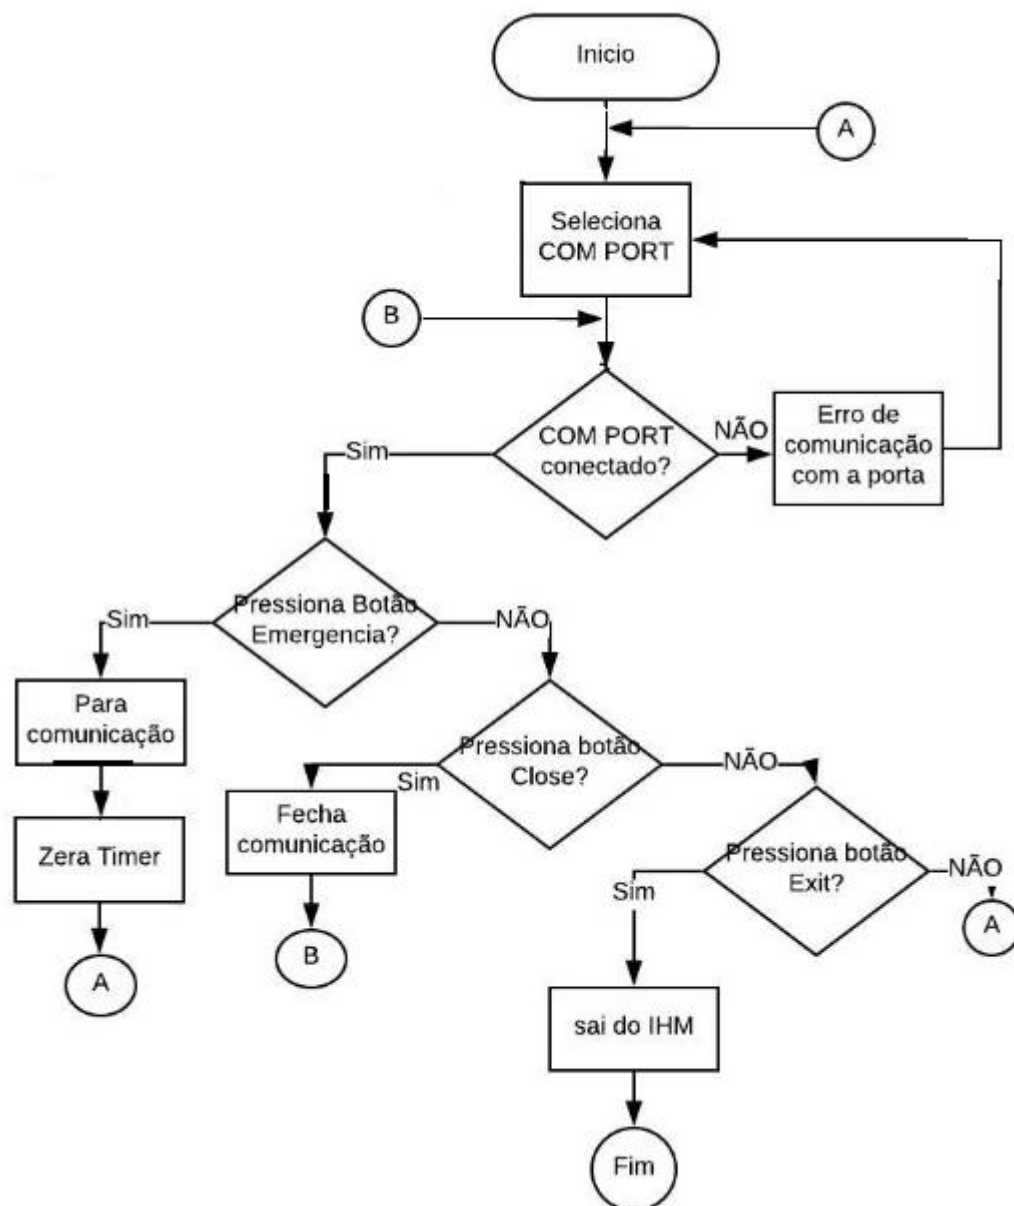 Inicio
A
Seleciona
COM PORT
B
COM PORT
conectado?
NÃO
Erro de
comunicação
com a porta
Sim
Pressiona Botão
Emergencia?
Sim
NÃO
Para
comunicação
Pressiona botão
Close?
Sim
NÃO
Fecha
comunicação
Zera Timer
Pressiona botão
Exit?
Sim
NÃO
A
B
A
sai do IHM
Fim